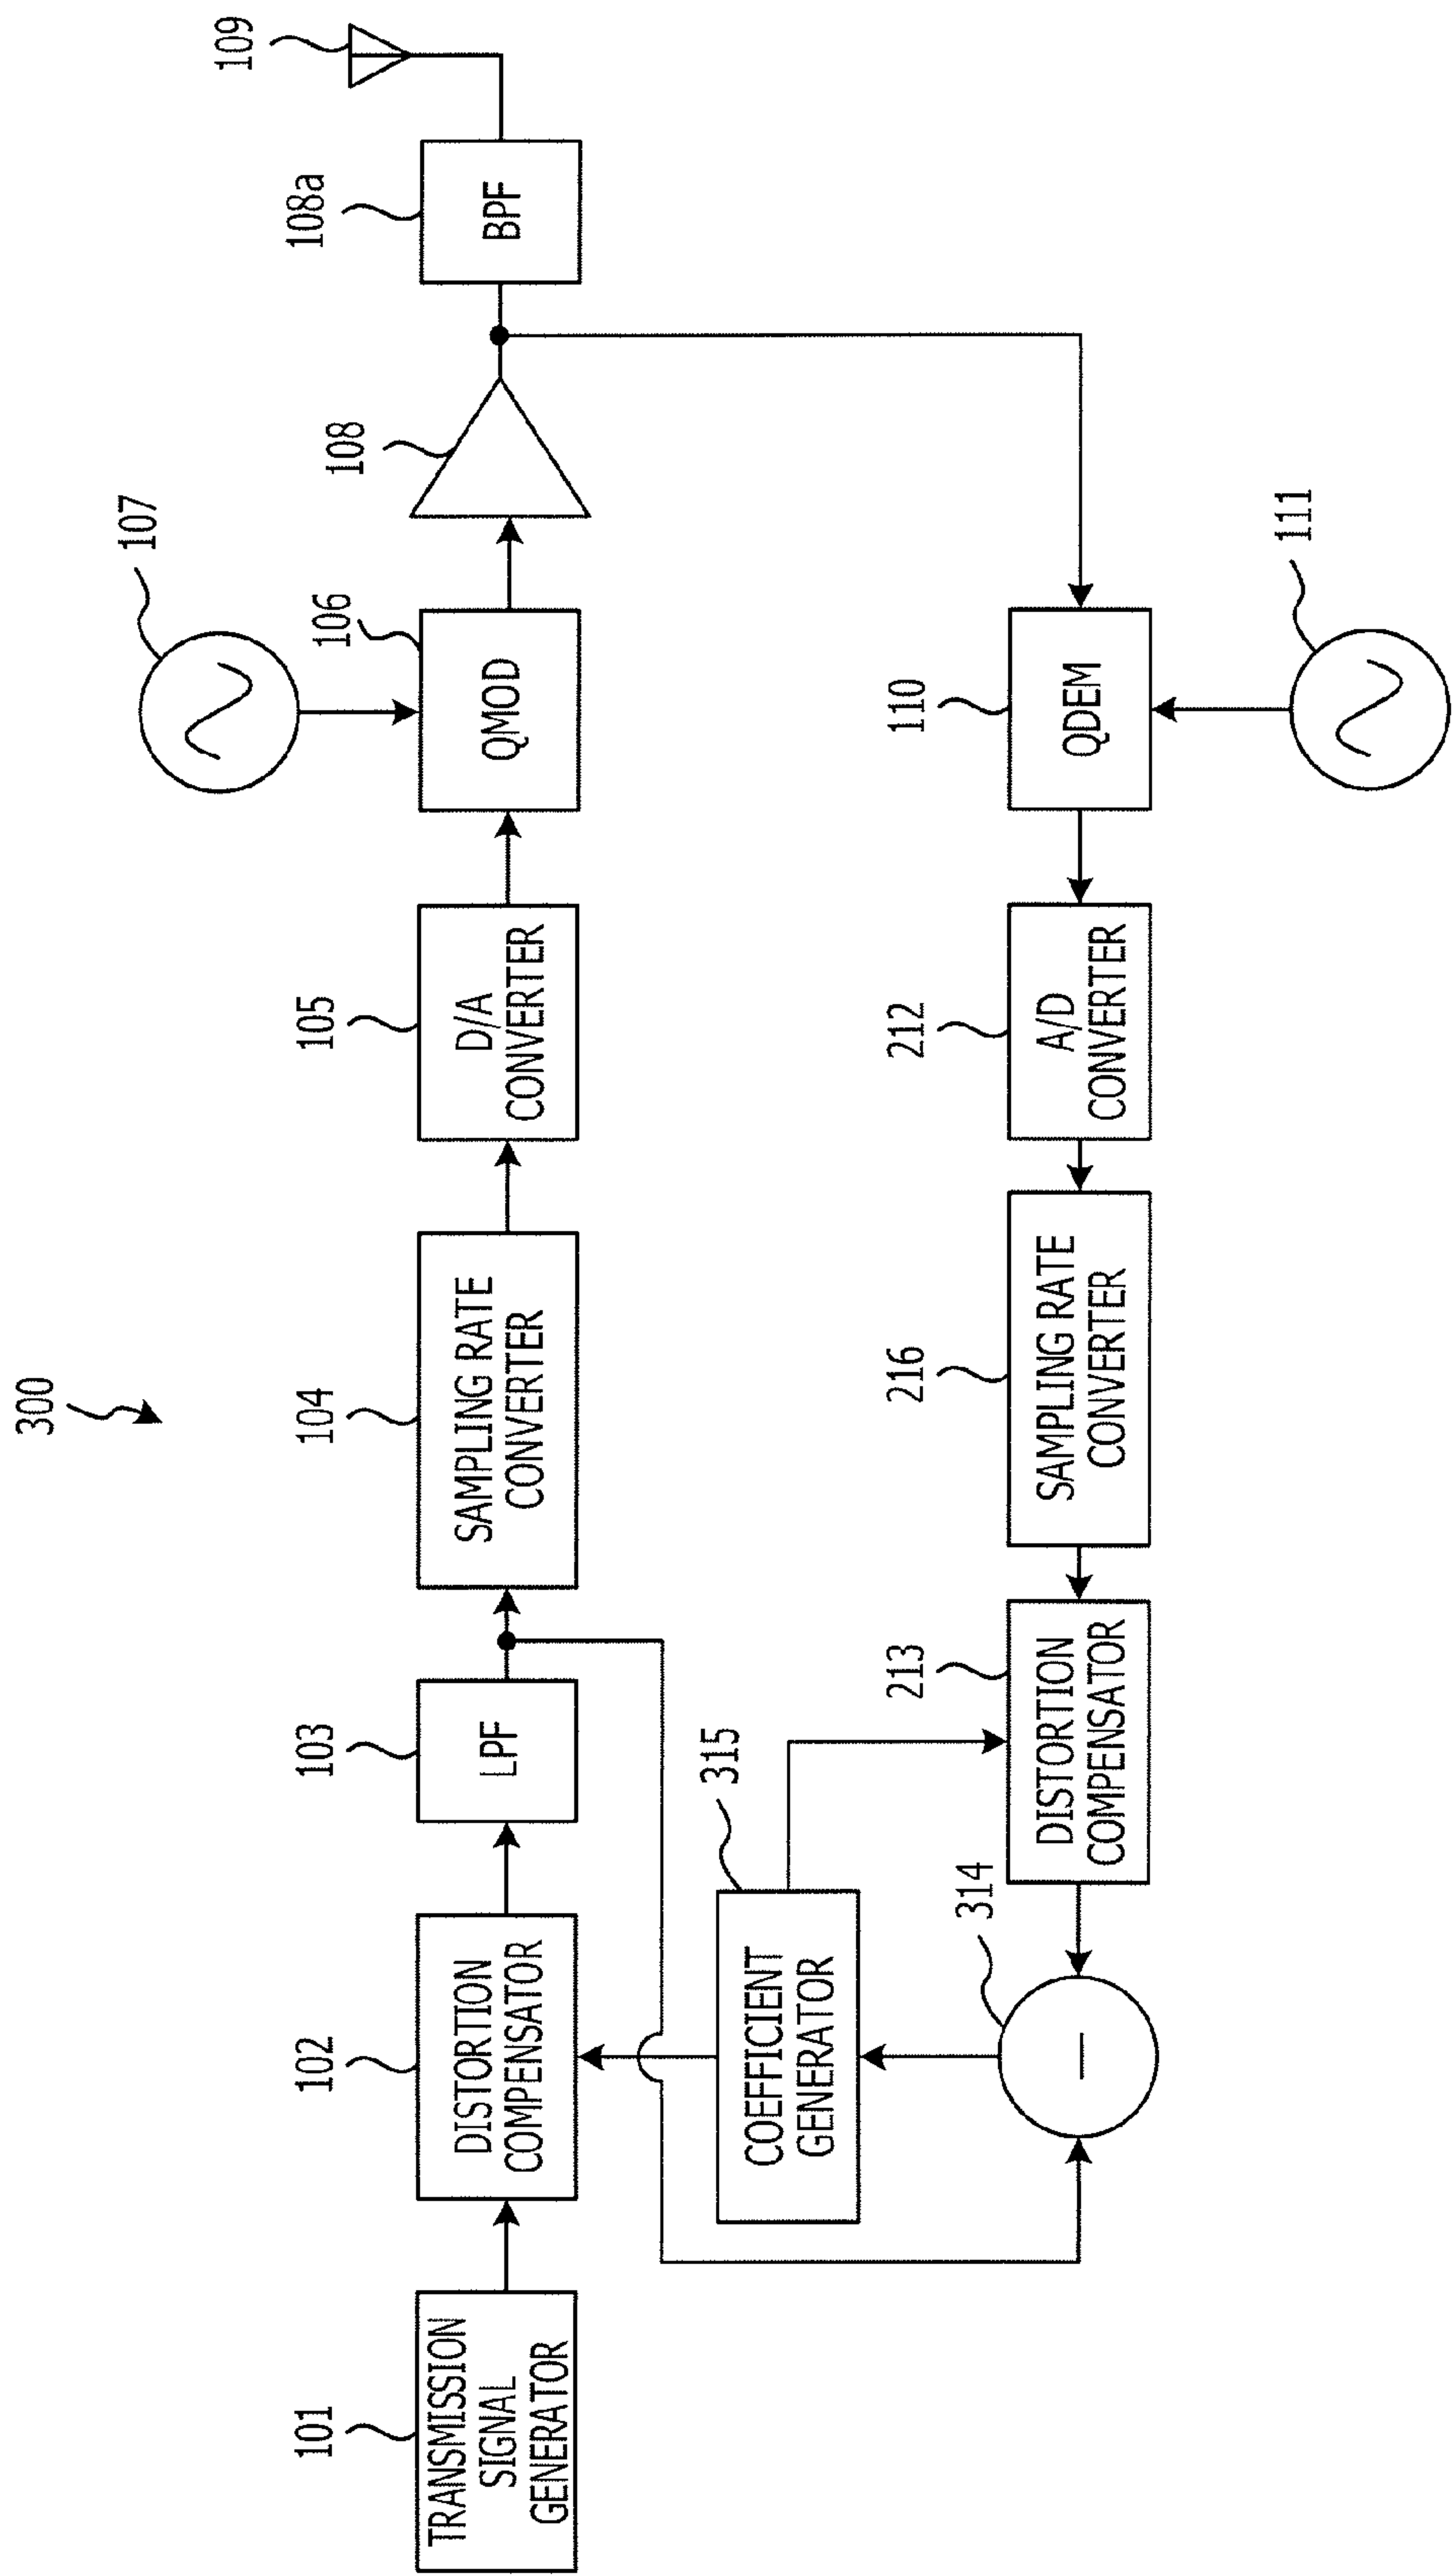 300
107
109
101
102
103
104
105
106
108
108a
TRANSMISSION
SIGNAL
GENERATOR
DISTORTION
COMPENSATOR
LPF
SAMPLING RATE
CONVERTER
D/A
CONVERTER
QMOD
BPF
315
COEFFICIENT
GENERATOR
314
213
216
212
110
111
−
DISTORTION
COMPENSATOR
SAMPLING RATE
CONVERTER
A/D
CONVERTER
QDEM